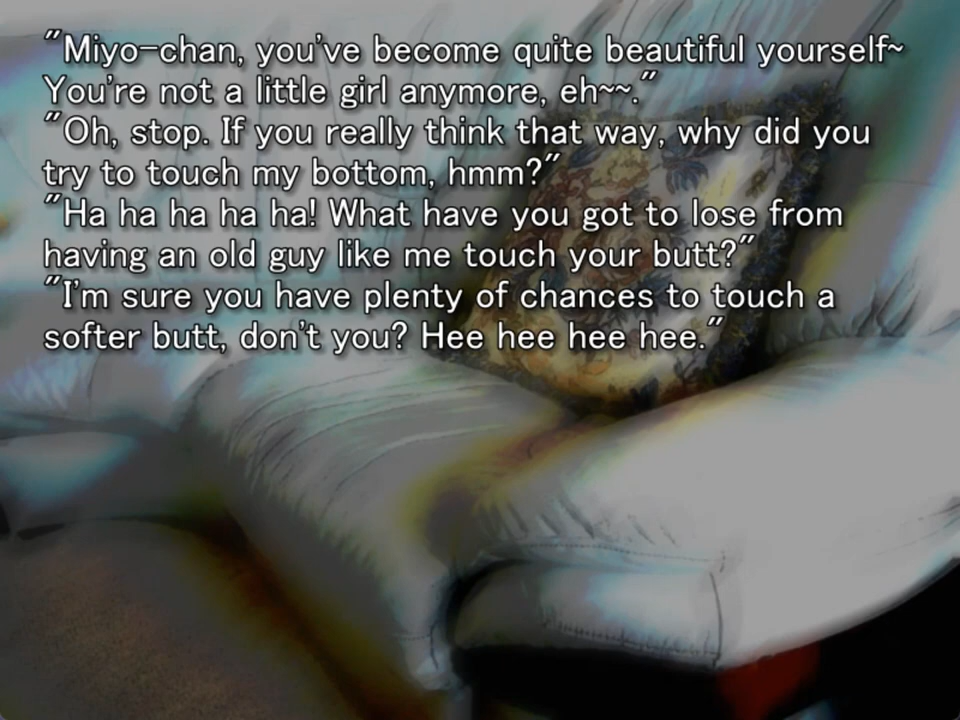 "Miyo-chan, you've become quite beautiful yourself~
You're not a little girl anymore, eh~~."
"Oh, stop. If you really think that way, why did you
try to touch my bottom, hmm?"
"Ha ha ha ha ha! What have you got to lose from
having an old guy like me touch your butt?"
"I'm sure you have plenty of chances to touch a
softer butt, don't you? Hee hee hee hee."